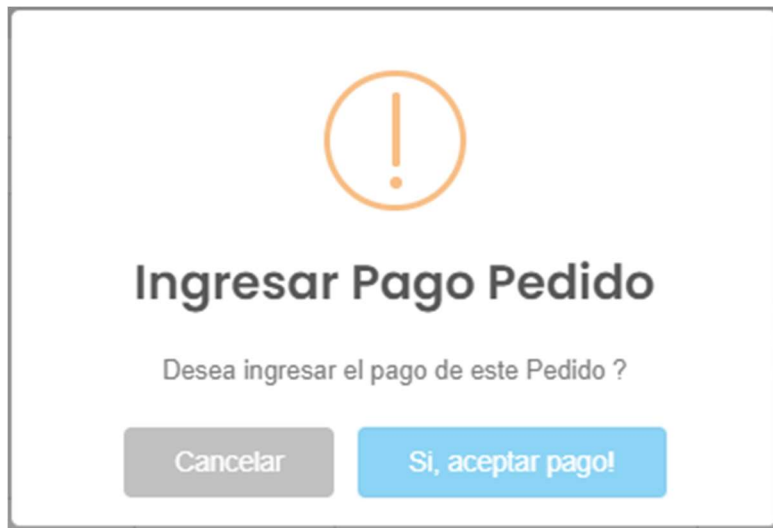 Ingresar Pago Pedido
Desea ingresar el pago de este Pedido ?
Cancelar
Si, aceptar pago!